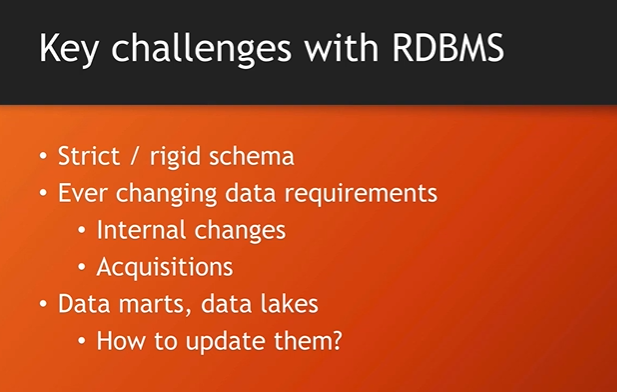 Key challenges with RDBMS
• Strict / rigid schema
• Ever changing data requirements
• Internal changes
• Acquisitions
• Data marts, data lakes
• How to update them?